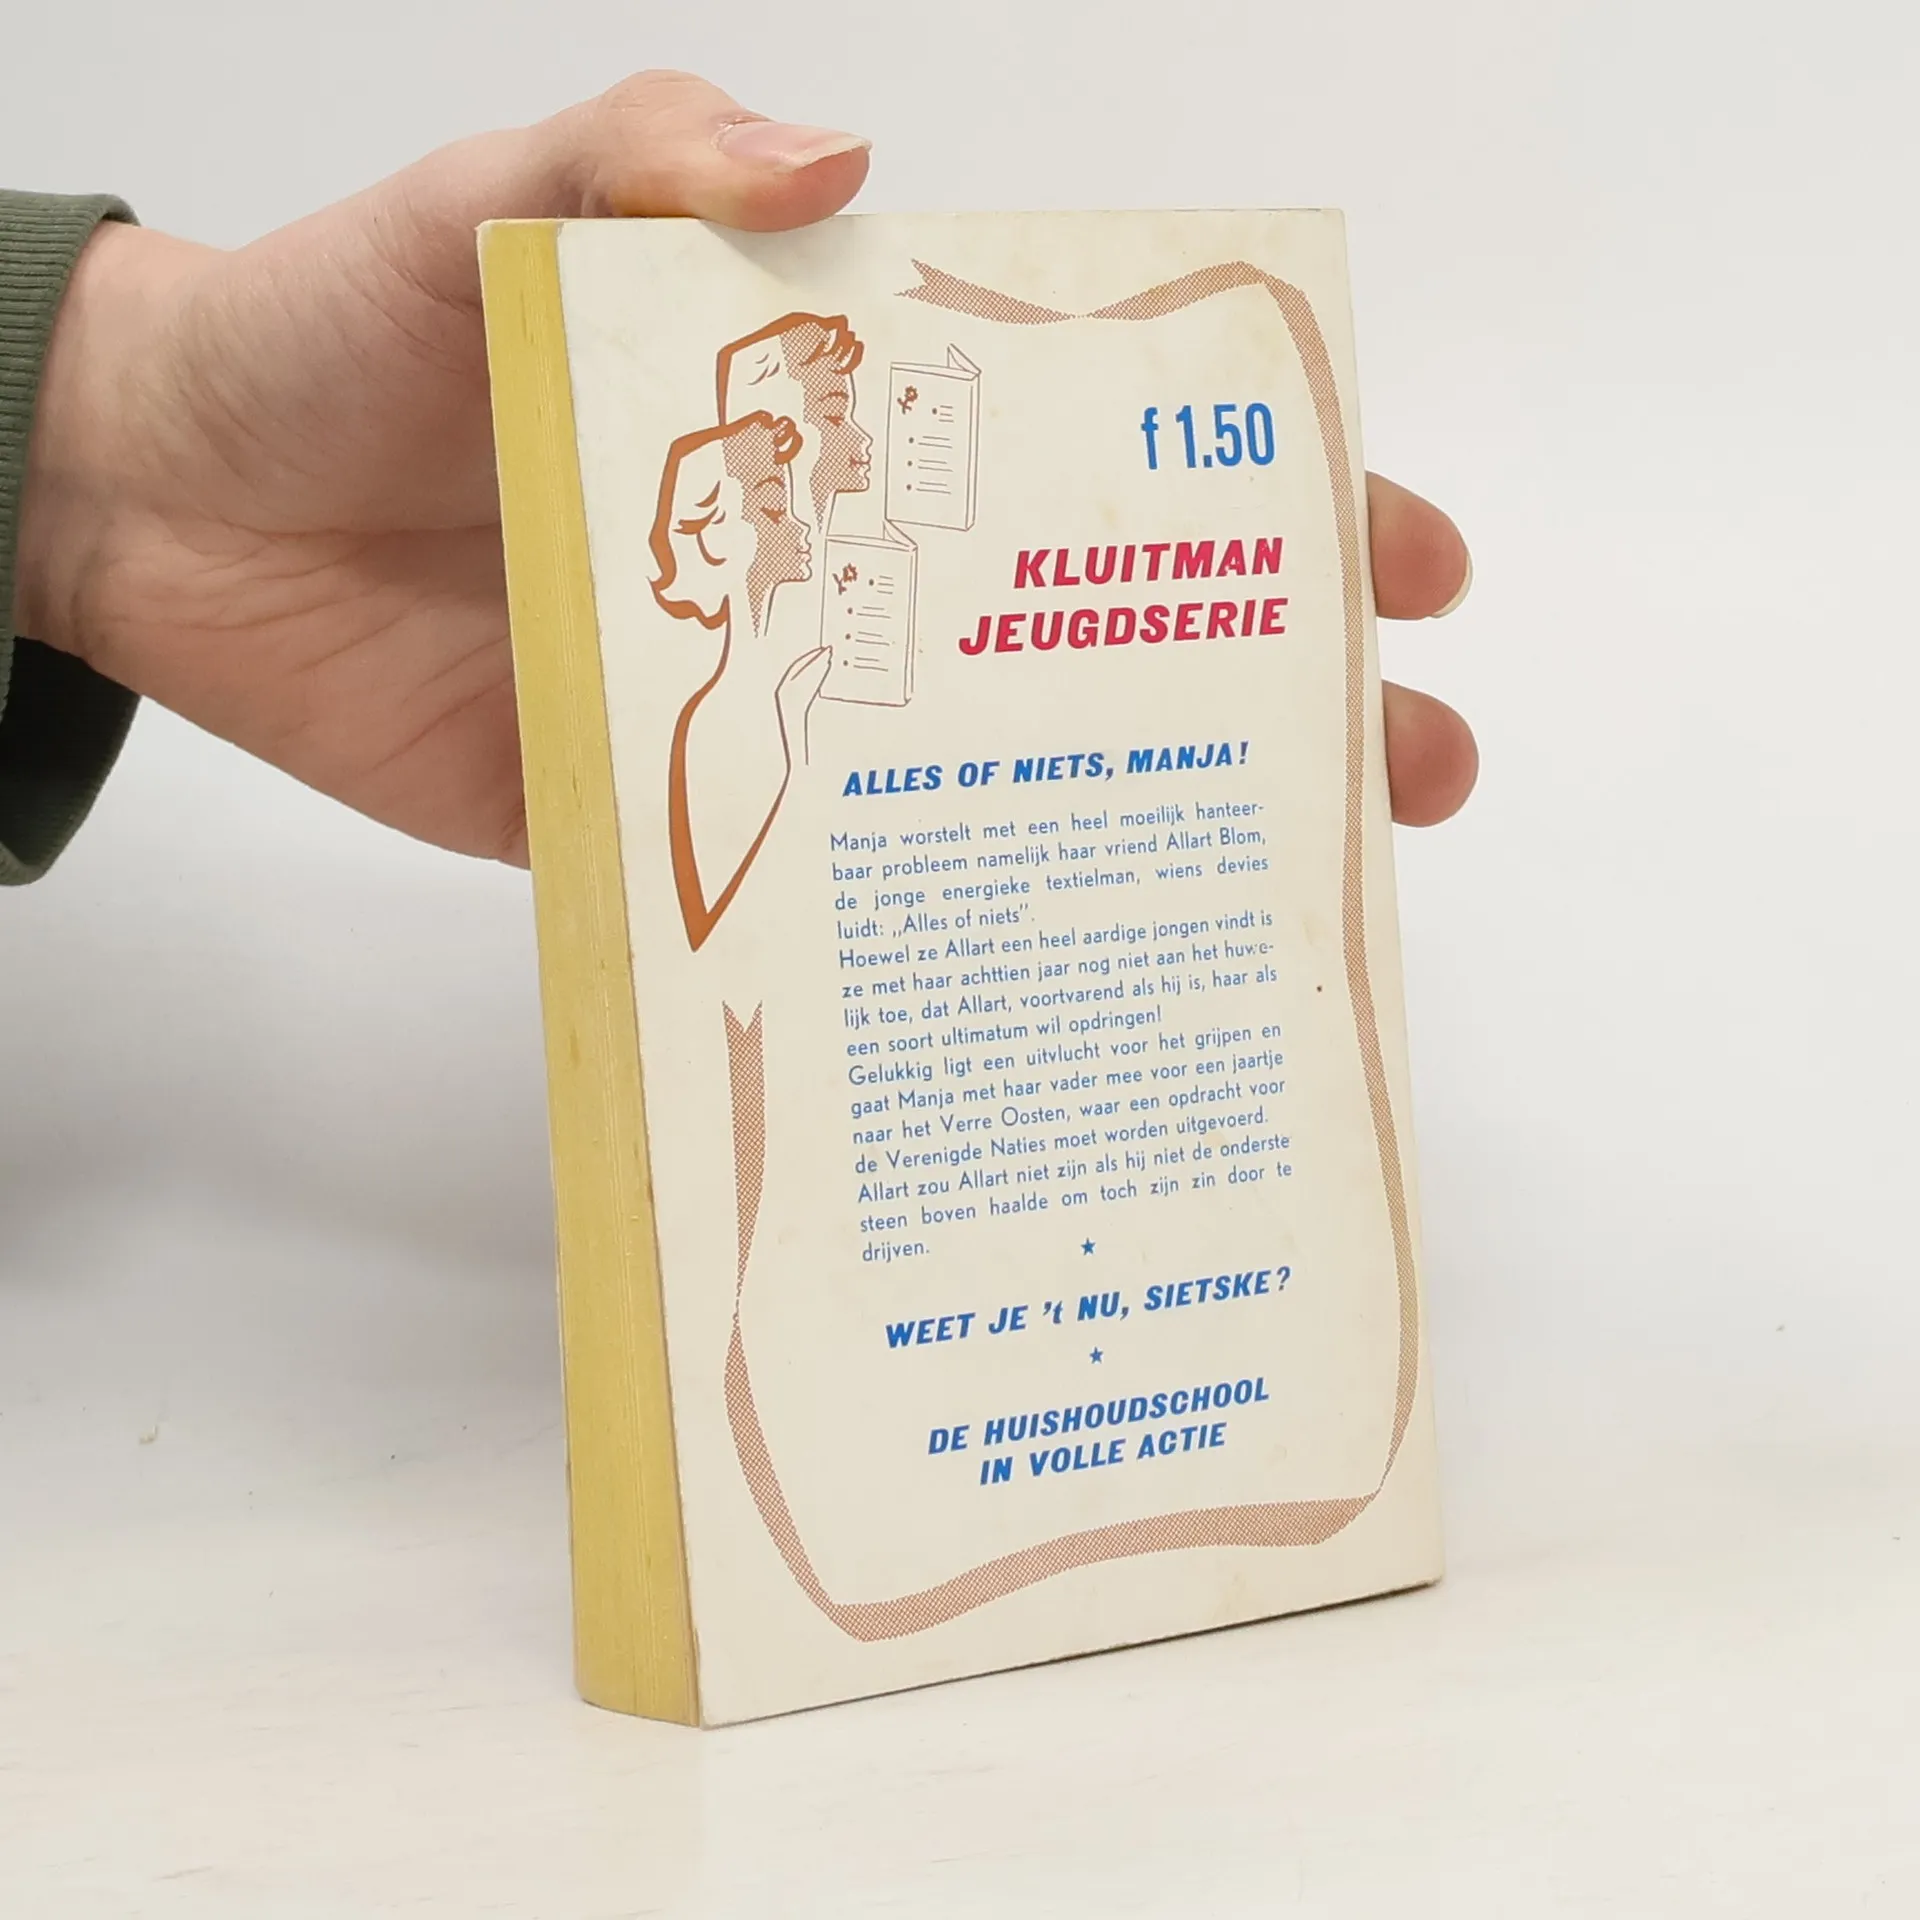 f 1.50
KLUITMAN
JEUGDSERIE
ALLES OF NIETS, MANJA!
Manja worstelt met een heel moeilijk hanteer-
baar probleem namelijk haar vriend Allart Blom,
de jonge energieke textielman, wiens devies
luidt: „Alles of niets".
Hoewel ze Allart een heel aardige jongen vindt is
ze met haar achttien jaar nog niet aan het huwe-
lijk toe, dat Allart, voortvarend als hij is, haar als
een soort ultimatum wil opdringen!
Gelukkig ligt een uitvlucht voor het grijpen en
gaat Manja met haar vader mee voor een jaartje
naar het Verre Oosten, waar een opdracht voor
de Verenigde Naties moet worden uitgevoerd.
Allart zou Allart niet zijn als hij niet de onderste
steen boven haalde om toch zijn zin door te
drijven.
WEET JE 't NU, SIETSKE?
DE HUISHOUDSCHOOL
IN VOLLE ACTIE